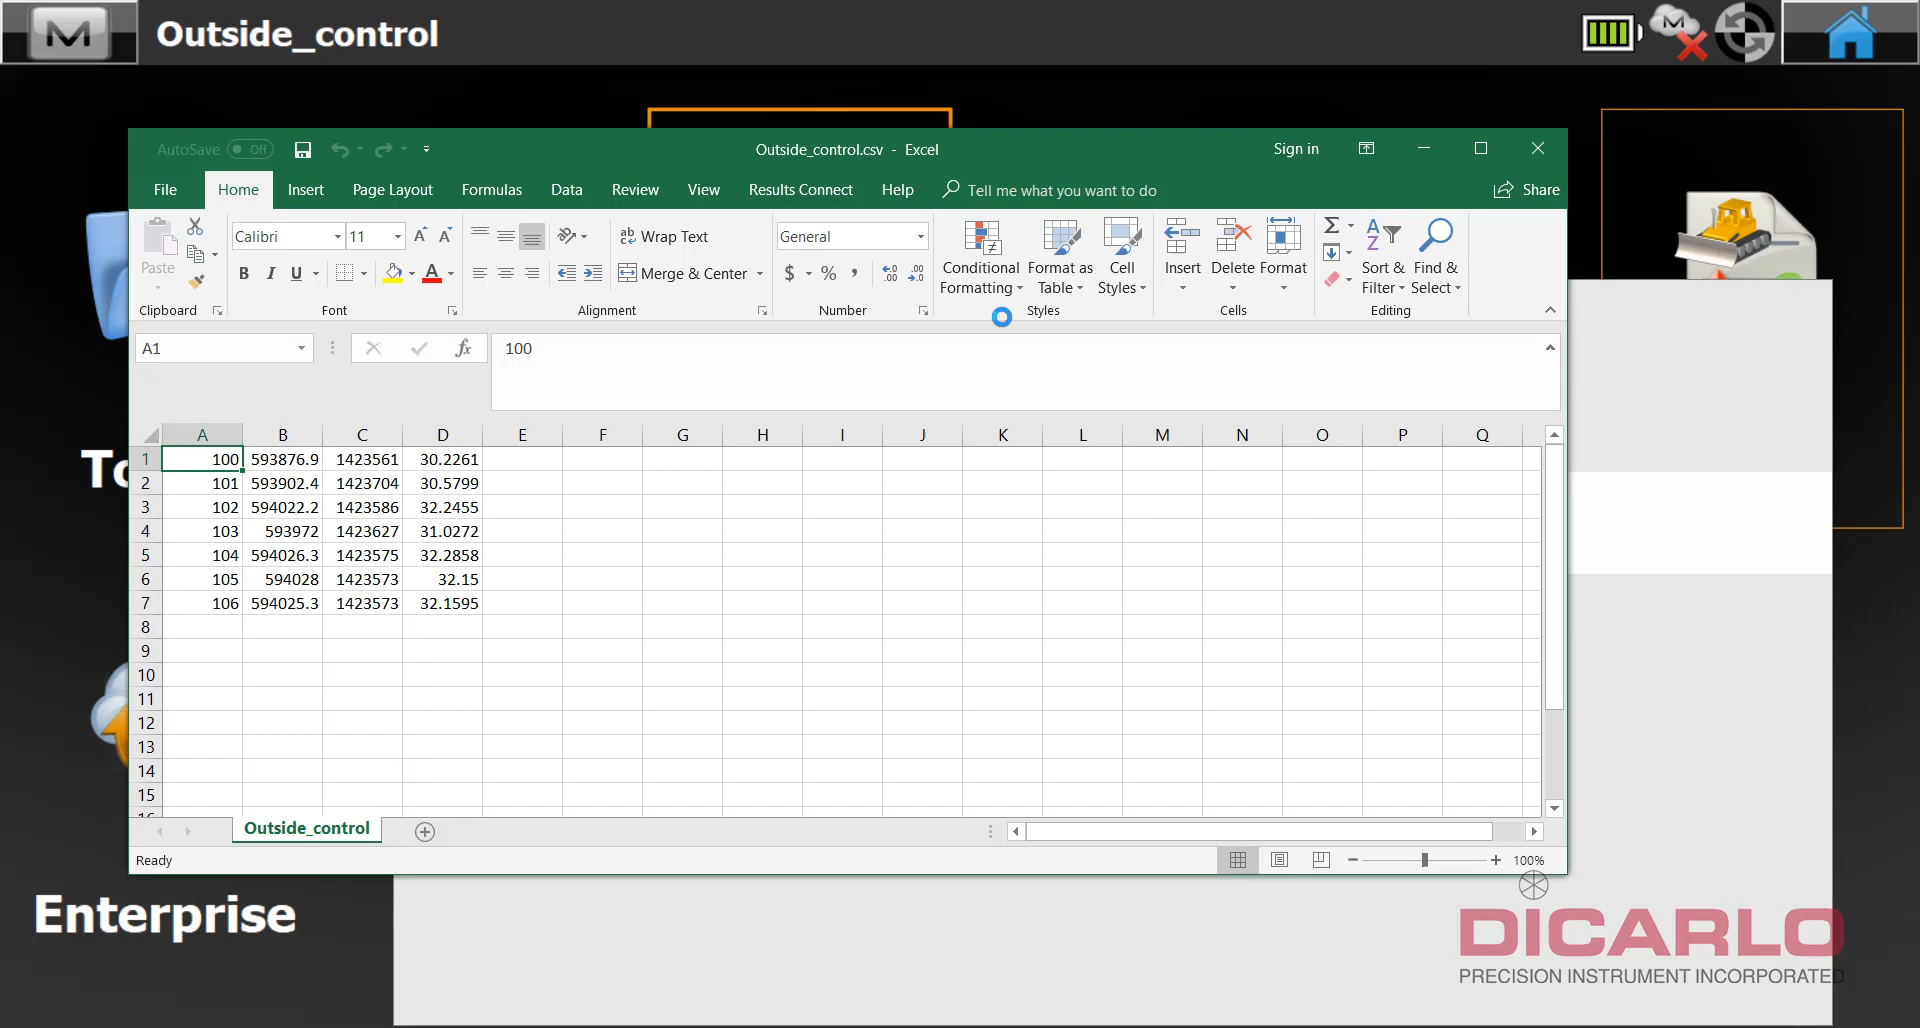 Outside_control
AutoSave Off
Outside_control.csv - Excel
Sign in
File Home Insert Page Layout Formulas Data Review View Results Connect Help Tell me what you want to do Share
Paste
Calibri 11
B I U A
ab Wrap Text
Merge & Center
General
$ % ,
Conditional Formatting
Format as Table
Cell Styles
Insert Delete Format
Sort & Filter
Find & Select
Clipboard Font Alignment Number Styles Cells Editing
A1 fx 100
A B C D E F G H I J K L M N O P Q
1 100 593876.9 1423561 30.2261
2 101 593902.4 1423704 30.5799
3 102 594022.2 1423586 32.2455
4 103 593972 1423627 31.0272
5 104 594026.3 1423575 32.2858
6 105 594028 1423573 32.15
7 106 594025.3 1423573 32.1595
8
9
10
11
12
13
14
15
16
Outside_control
Ready 100%
Enterprise
DICARLO
PRECISION INSTRUMENT INCORPORATED